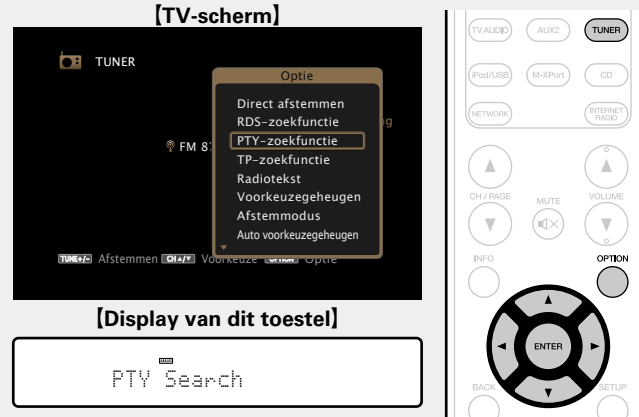 【TV-scherm】
TUNER
Optie
Direct afstemmen
RDS-zoekfunctie
PTY-zoekfunctie
TP-zoekfunctie
Radiotekst
Voorkeuzegeheugen
Afstemmodus
Auto voorkeuzegeheugen
FM 87
TUNE+/- Afstemmen CH▲/▼ Voorkeuze OPTION Optie
【Display van dit toestel】
PTY Search
TV AUDIO AUX2 TUNER
iPod/USB M-XPort CD
NETWORK INTERNET RADIO
CH / PAGE MUTE VOLUME
INFO OPTION
ENTER
BACK SETUP